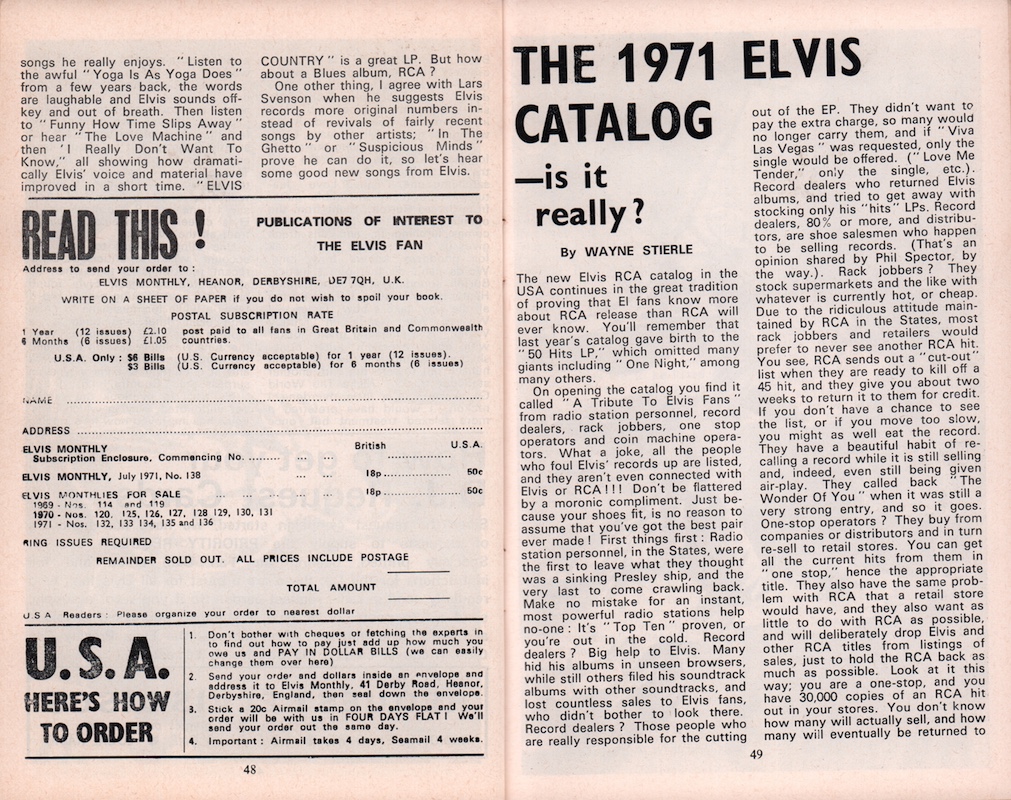 songs he really enjoys. "Listen to
the awful "Yoga Is As Yoga Does"
from a few years back, the words
are laughable and Elvis sounds off-
key and out of breath. Then listen
to "Funny How Time Slips Away"
or hear "The Love Machine" and
then 'I Really Don't Want To
Know," all showing how dramati-
cally Elvis' voice and material have
improved in a short time. "ELVIS
COUNTRY" is a great LP. But how
about a Blues album, RCA?
One other thing, I agree with Lars
Svenson when he suggests Elvis
records more original numbers in-
stead of revivals of fairly recent
songs by other artists; "In The
Ghetto" or "Suspicious Minds"
prove he can do it, so let's hear
some good new songs from Elvis.
READ THIS !
PUBLICATIONS OF INTEREST TO
THE ELVIS FAN
Address to send your order to :
ELVIS MONTHLY, HEANOR, DERBYSHIRE, DE7 7QH, U.K.
WRITE ON A SHEET OF PAPER if you do not wish to spoil your book.
POSTAL SUBSCRIPTION RATE
1 Year (12 issues) £2.10 post paid to all fans in Great Britain and Commonwealth
6 Months (6 issues) £1.05 countries.
U.S.A. Only : $6 Bills (U.S. Currency acceptable) for 1 year (12 issues).
$3 Bills (U.S. Currency acceptable) for 6 months (6 issues)
NAME
ADDRESS
ELVIS MONTHLY British U.S.A.
Subscription Enclosure, Commencing No.
ELVIS MONTHLY, July 1971, No. 138 18p 50c
ELVIS MONTHLIES FOR SALE 18p 50c
1969 - Nos. 114 and 119
1970 - Nos. 120. 125, 126, 127, 128 129, 130, 131
1971 - Nos. 132, 133 134, 135 and 136
RING ISSUES REQUIRED
REMAINDER SOLD OUT. ALL PRICES INCLUDE POSTAGE
TOTAL AMOUNT
U S A Readers : Please organize your order to nearest dollar
U.S.A.
HERE'S HOW
TO ORDER
1. Don't bother with cheques or fetching the experts in
to find out how to pay just add up how much you
owe us and PAY IN DOLLAR BILLS (we can easily
change them over here)
2. Send your order and dollars inside an envelope and
address it to Elvis Monthly, 41 Derby Road, Heanor,
Derbyshire, England, then seal down the envelope.
3. Stick a 20c Airmail stamp on the envelope and your
order will be with us in FOUR DAYS FLAT! We'll
send your order out the same day.
4. Important : Airmail takes 4 days, Seamail 4 weeks.
48
THE 1971 ELVIS
CATALOG
—is it
really?
By WAYNE STIERLE
The new Elvis RCA catalog in the
USA continues in the great tradition
of proving that El fans know more
about RCA release than RCA will
ever know. You'll remember that
last year's catalog gave birth to the
"50 Hits LP," which omitted many
giants including "One Night," among
many others.
On opening the catalog you find it
called "A Tribute To Elvis Fans"
from radio station personnel, record
dealers, rack jobbers, one stop
operators and coin machine opera-
tors. What a joke, all the people
who foul Elvis' records up are listed,
and they aren't even connected with
Elvis or RCA!!! Don't be flattered
by a moronic compliment. Just be-
cause your shoes fit, is no reason to
assume that you've got the best pair
ever made! First things first : Radio
station personnel, in the States, were
the first to leave what they thought
was a sinking Presley ship, and the
very last to come crawling back.
Make no mistake for an instant,
most powerful radio stations help
no-one : It's "Top Ten" proven, or
you're out in the cold. Record
dealers? Big help to Elvis. Many
hid his albums in unseen browsers,
while still others filed his soundtrack
albums with other soundtracks, and
lost countless sales to Elvis fans,
who didn't bother to look there.
Record dealers? Those people who
are really responsible for the cutting
out of the EP. They didn't want to
pay the extra charge, so many would
no longer carry them, and if "Viva
Las Vegas" was requested, only the
single would be offered. ("Love Me
Tender," only the single, etc.).
Record dealers who returned Elvis
albums, and tried to get away with
stocking only his "hits" LPs. Record
dealers, 80% or more, and distribu-
tors, are shoe salesmen who happen
to be selling records. (That's an
opinion shared by Phil Spector, by
the way.). Rack jobbers? They
stock supermarkets and the like with
whatever is currently hot, or cheap.
Due to the ridiculous attitude main-
tained by RCA in the States, most
rack jobbers and retailers would
prefer to never see another RCA hit.
You see, RCA sends out a "cut-out"
list when they are ready to kill off a
45 hit, and they give you about two
weeks to return it to them for credit.
If you don't have a chance to see
the list, or if you move too slow,
you might as well eat the record.
They have a beautiful habit of re-
calling a record while it is still selling
and, indeed, even still being given
air-play. They called back "The
Wonder Of You" when it was still a
very strong entry, and so it goes.
One-stop operators? They buy from
companies or distributors and in turn
re-sell to retail stores. You can get
all the current hits from them in
"one stop," hence the appropriate
title. They also have the same prob-
lem with RCA that a retail store
would have, and they also want as
little to do with RCA as possible,
and will deliberately drop Elvis and
other RCA titles from listings of
sales, just to hold the RCA back as
much as possible. Look at it this
way; you are a one-stop, and you
have 30,000 copies of an RCA hit
out in your stores. You don't know
how many will actually sell, and how
many will eventually be returned to
49